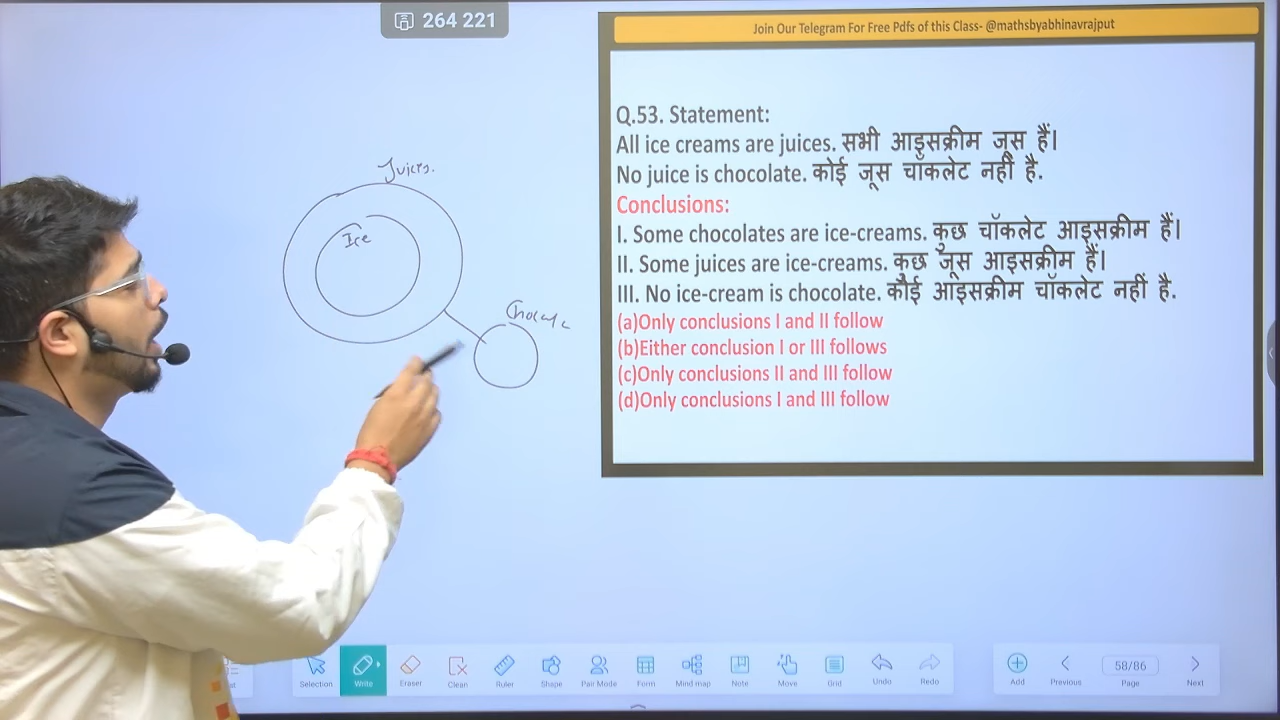 264 221
Join Our Telegram For Free Pdfs of this Class- @mathsbyabhinavrajput
Q.53. Statement:
All ice creams are juices. सभी आइसक्रीम जूस हैं।
No juice is chocolate. कोई जूस चॉकलेट नहीं है.
Conclusions:
I. Some chocolates are ice-creams. कुछ चॉकलेट आइसक्रीम हैं।
II. Some juices are ice-creams. कुछ जूस आइसक्रीम हैं।
III. No ice-cream is chocolate. कोई आइसक्रीम चॉकलेट नहीं है.
(a)Only conclusions I and II follow
(b)Either conclusion I or III follows
(c)Only conclusions II and III follow
(d)Only conclusions I and III follow
Juices.
Ice
Selection
Write
Eraser
Clean
Ruler
Shape
Pair Mode
Form
Mind map
Note
Move
Grid
Undo
Redo
Add
Previous
58/86
Page
Next